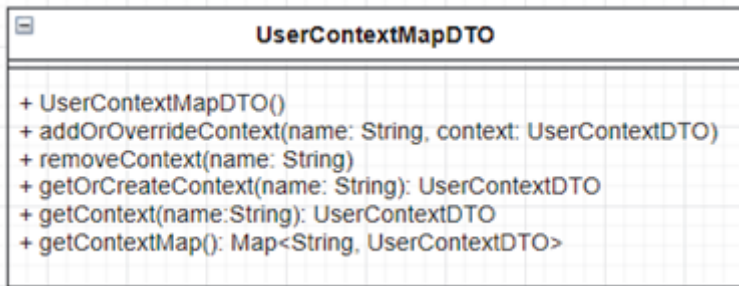 UserContextMapDTO
+ UserContextMapDTO()
+ addOrOverrideContext(name: String, context: UserContextDTO)
+ removeContext(name: String)
+ getOrCreateContext(name: String): UserContextDTO
+ getContext(name:String): UserContextDTO
+ getContextMap(): Map<String, UserContextDTO>